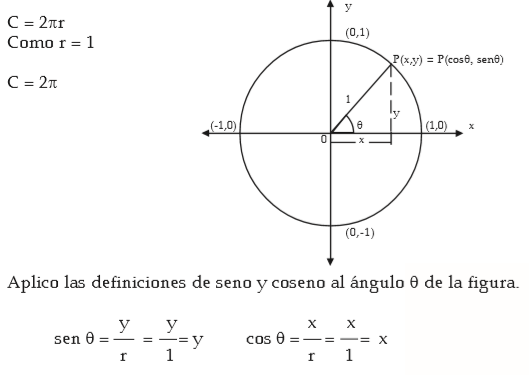 C = 2πr
Como r = 1
C = 2π
y
(0,1)
P(x,y) = P(cosθ, senθ)
1
y
(-1,0)
θ
(1,0)
x
0
x
(0,-1)
Aplico las definiciones de seno y coseno al ángulo θ de la figura.
sen θ = y/r = y/1 = y
cos θ = x/r = x/1 = x